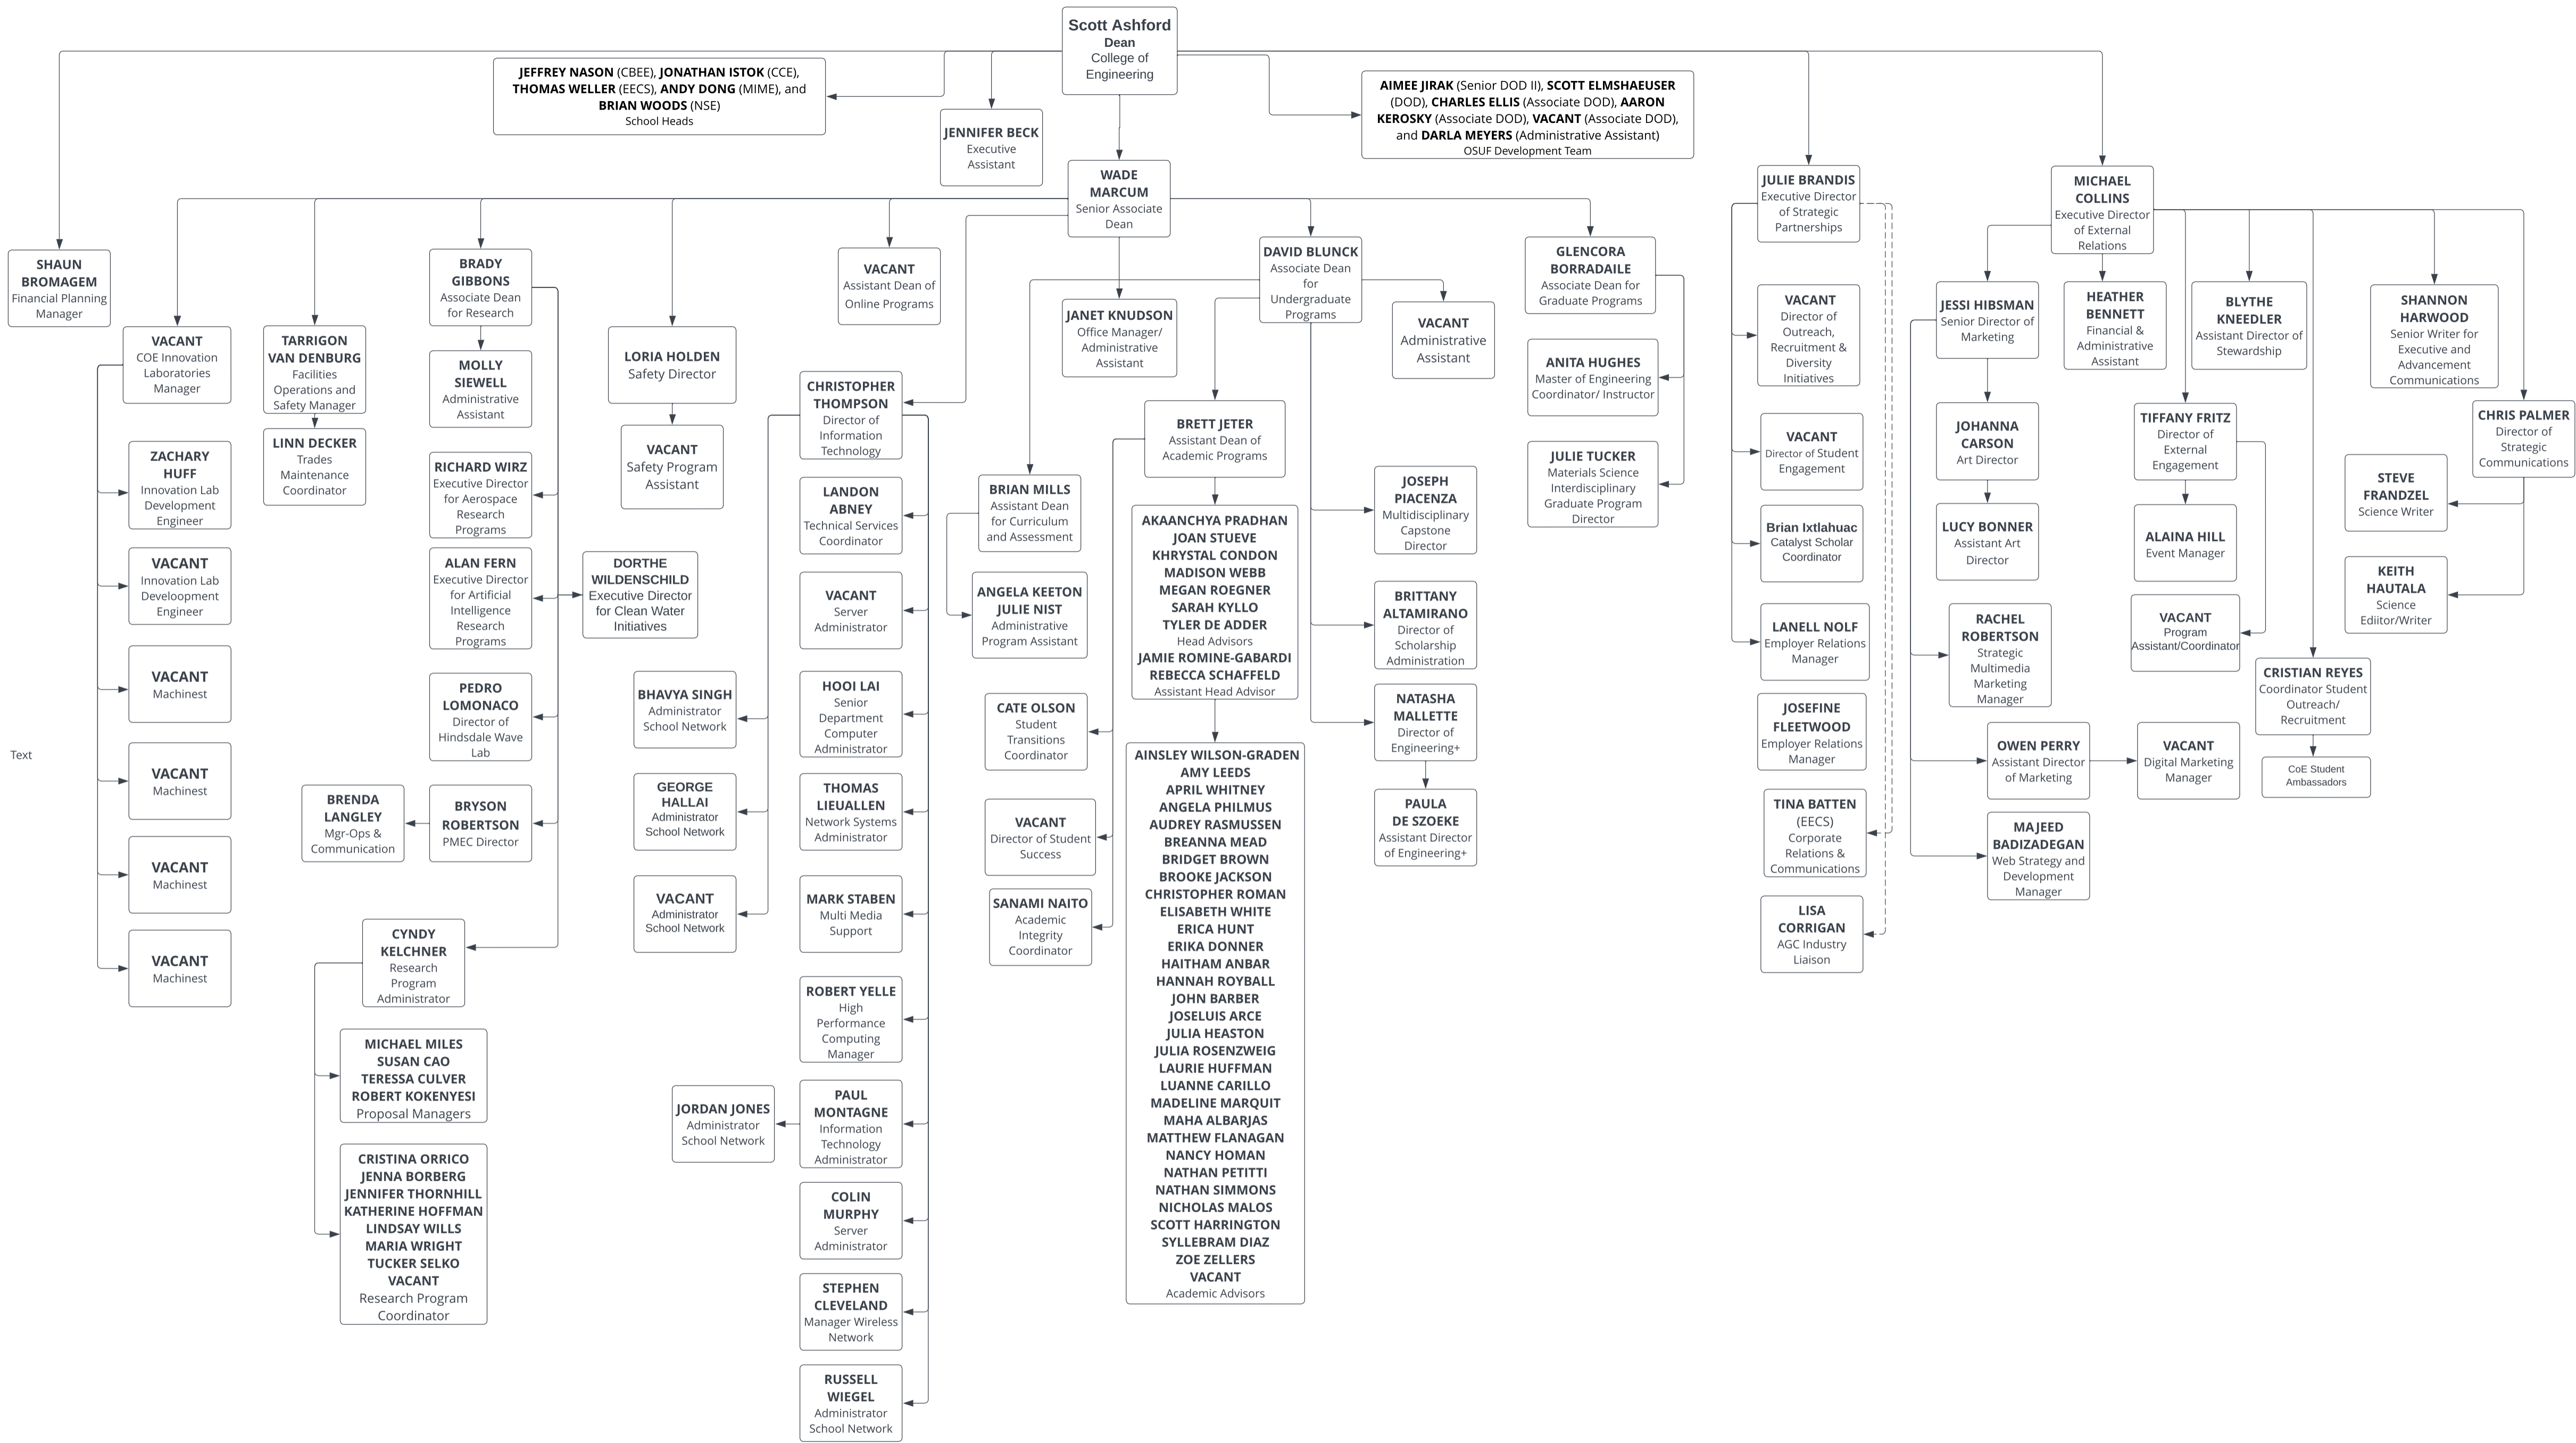 Scott Ashford
Dean
College of
Engineering
JEFFREY NASON (CBEE), JONATHAN ISTOK (CCE),
THOMAS WELLER (EECS), ANDY DONG (MIME), and
BRIAN WOODS (NSE)
School Heads
JENNIFER BECK
Executive
Assistant
AIMEE JIRAK (Senior DOD II), SCOTT ELMSHAEUSER
(DOD), CHARLES ELLIS (Associate DOD), AARON
KEROSKY (Associate DOD), VACANT (Associate DOD),
and DARLA MEYERS (Administrative Assistant)
OSUF Development Team
WADE
MARCUM
Senior Associate
Dean
JULIE BRANDIS
Executive Director
of Strategic
Partnerships
MICHAEL
COLLINS
Executive Director
of External
Relations
SHAUN
BROMAGEM
Financial Planning
Manager
VACANT
COE Innovation
Laboratories
Manager
ZACHARY
HUFF
Innovation Lab
Development
Engineer
VACANT
Innovation Lab
Develoopment
Engineer
VACANT
Machinest
VACANT
Machinest
VACANT
Machinest
VACANT
Machinest
Text
TARRIGON
VAN DENBURG
Facilities
Operations and
Safety Manager
LINN DECKER
Trades
Maintenance
Coordinator
BRADY
GIBBONS
Associate Dean
for Research
MOLLY
SIEWELL
Administrative
Assistant
RICHARD WIRZ
Executive Director
for Aerospace
Research
Programs
ALAN FERN
Executive Director
for Artificial
Intelligence
Research
Programs
DORTHE
WILDENSCHILD
Executive Director
for Clean Water
Initiatives
PEDRO
LOMONACO
Director of
Hindsdale Wave
Lab
BRYSON
ROBERTSON
PMEC Director
BRENDA
LANGLEY
Mgr-Ops &
Communication
CYNDY
KELCHNER
Research
Program
Administrator
MICHAEL MILES
SUSAN CAO
TERESSA CULVER
ROBERT KOKENYESI
Proposal Managers
CRISTINA ORRICO
JENNA BORBERG
JENNIFER THORNHILL
KATHERINE HOFFMAN
LINDSAY WILLS
MARIA WRIGHT
TUCKER SELKO
VACANT
Research Program
Coordinator
LORIA HOLDEN
Safety Director
VACANT
Safety Program
Assistant
VACANT
Assistant Dean of
Online Programs
CHRISTOPHER
THOMPSON
Director of
Information
Technology
LANDON
ABNEY
Technical Services
Coordinator
VACANT
Server
Administrator
HOOI LAI
Senior
Department
Computer
Administrator
THOMAS
LIEUALLEN
Network Systems
Administrator
MARK STABEN
Multi Media
Support
ROBERT YELLE
High
Performance
Computing
Manager
PAUL
MONTAGNE
Information
Technology
Administrator
JORDAN JONES
Administrator
School Network
COLIN
MURPHY
Server
Administrator
STEPHEN
CLEVELAND
Manager Wireless
Network
RUSSELL
WIEGEL
Administrator
School Network
BHAVYA SINGH
Administrator
School Network
GEORGE
HALLAI
Administrator
School Network
VACANT
Administrator
School Network
JANET KNUDSON
Office Manager/
Administrative
Assistant
DAVID BLUNCK
Associate Dean
for
Undergraduate
Programs
VACANT
Administrative
Assistant
BRIAN MILLS
Assistant Dean
for Curriculum
and Assessment
ANGELA KEETON
JULIE NIST
Administrative
Program Assistant
BRETT JETER
Assistant Dean of
Academic Programs
AKAANCHYA PRADHAN
JOAN STUEVE
KHRYSTAL CONDON
MADISON WEBB
MEGAN ROEGNER
SARAH KYLLO
TYLER DE ADDER
Head Advisors
JAMIE ROMINE-GABARDI
REBECCA SCHAFFELD
Assistant Head Advisor
AINSLEY WILSON-GRADEN
AMY LEEDS
APRIL WHITNEY
ANGELA PHILMUS
AUDREY RASMUSSEN
BREANNA MEAD
BRIDGET BROWN
BROOKE JACKSON
CHRISTOPHER ROMAN
ELISABETH WHITE
ERICA HUNT
ERIKA DONNER
HAITHAM ANBAR
HANNAH ROYBALL
JOHN BARBER
JOSELUIS ARCE
JULIA HEASTON
JULIA ROSENZWEIG
LAURIE HUFFMAN
LUANNE CARILLO
MADELINE MARQUIT
MAHA ALBARJAS
MATTHEW FLANAGAN
NANCY HOMAN
NATHAN PETITTI
NATHAN SIMMONS
NICHOLAS MALOS
SCOTT HARRINGTON
SYLLEBRAM DIAZ
ZOE ZELLERS
VACANT
Academic Advisors
CATE OLSON
Student
Transitions
Coordinator
VACANT
Director of Student
Success
SANAMI NAITO
Academic
Integrity
Coordinator
JOSEPH
PIACENZA
Multidisciplinary
Capstone
Director
BRITTANY
ALTAMIRANO
Director of
Scholarship
Administration
NATASHA
MALLETTE
Director of
Engineering+
PAULA
DE SZOEKE
Assistant Director
of Engineering+
GLENCORA
BORRADAILE
Associate Dean for
Graduate Programs
ANITA HUGHES
Master of Engineering
Coordinator/ Instructor
JULIE TUCKER
Materials Science
Interdisciplinary
Graduate Program
Director
VACANT
Director of
Outreach,
Recruitment &
Diversity
Initiatives
VACANT
Director of Student
Engagement
Brian Ixtlahuac
Catalyst Scholar
Coordinator
LANELL NOLF
Employer Relations
Manager
JOSEFINE
FLEETWOOD
Employer Relations
Manager
TINA BATTEN
(EECS)
Corporate
Relations &
Communications
LISA
CORRIGAN
AGC Industry
Liaison
JESSI HIBSMAN
Senior Director of
Marketing
JOHANNA
CARSON
Art Director
LUCY BONNER
Assistant Art
Director
RACHEL
ROBERTSON
Strategic
Multimedia
Marketing
Manager
OWEN PERRY
Assistant Director
of Marketing
VACANT
Digital Marketing
Manager
MAJEED
BADIZADEGAN
Web Strategy and
Development
Manager
HEATHER
BENNETT
Financial &
Administrative
Assistant
TIFFANY FRITZ
Director of
External
Engagement
ALAINA HILL
Event Manager
VACANT
Program
Assistant/Coordinator
BLYTHE
KNEEDLER
Assistant Director of
Stewardship
CRISTIAN REYES
Coordinator Student
Outreach/
Recruitment
CoE Student
Ambassadors
SHANNON
HARWOOD
Senior Writer for
Executive and
Advancement
Communications
CHRIS PALMER
Director of
Strategic
Communications
STEVE
FRANDZEL
Science Writer
KEITH
HAUTALA
Science
Ediitor/Writer